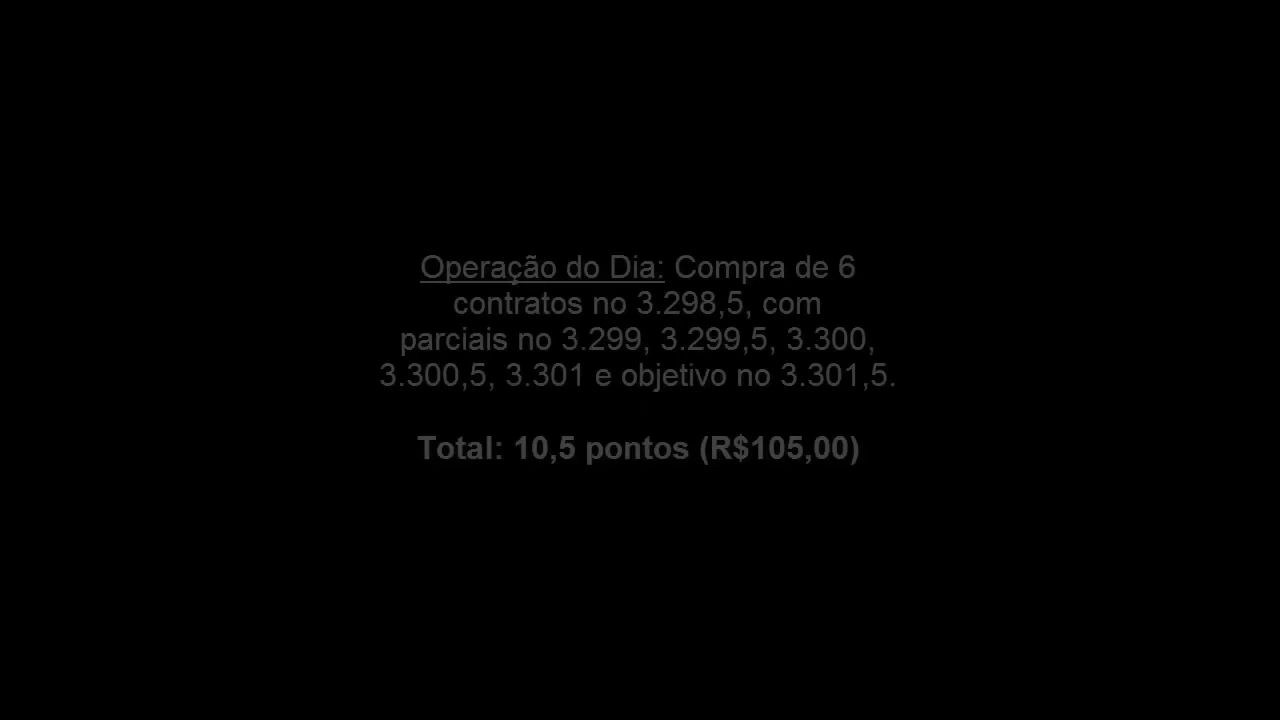 Operação do Dia: Compra de 6
contratos no 3.298,5, com
parciais no 3.299, 3.299,5, 3.300,
3.300,5, 3.301 e objetivo no 3.301,5.
Total: 10,5 pontos (R$105,00)